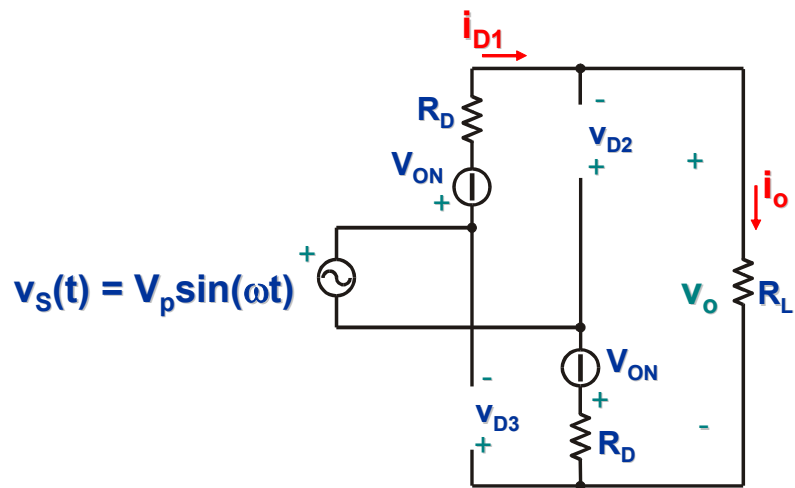 iD1
RD
-
vD2
VON
+
+
+
io
+
vS(t) = Vpsin(ωt)
vo
RL
VON
-
+
vD3
+
RD
-